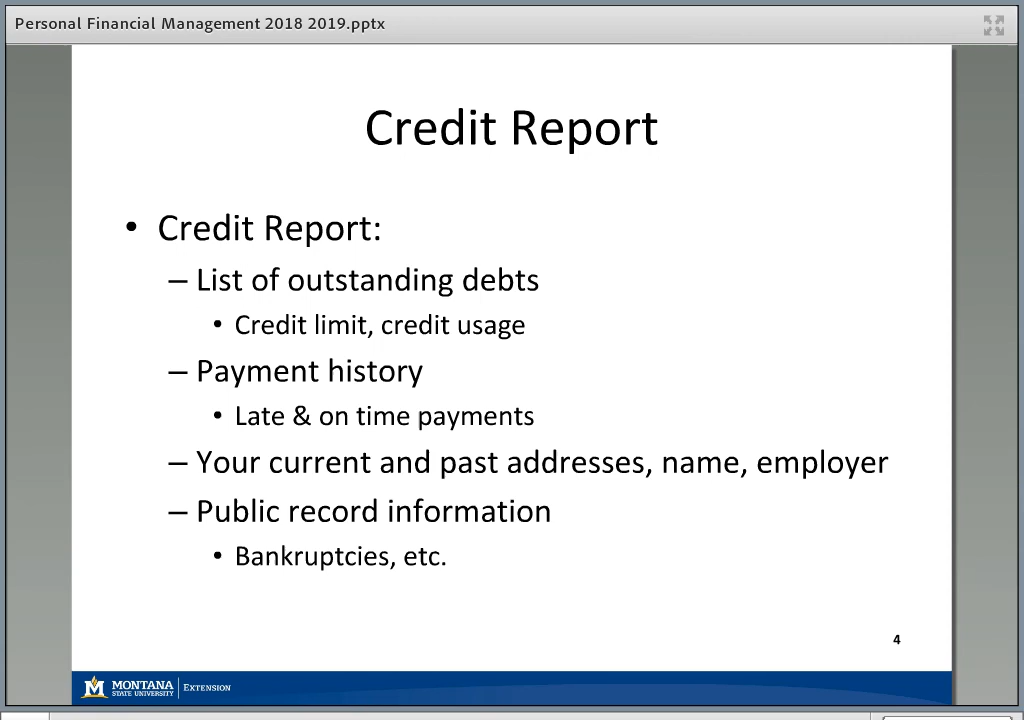 Personal Financial Management 2018 2019.pptx
Credit Report
• Credit Report:
– List of outstanding debts
• Credit limit, credit usage
– Payment history
• Late & on time payments
– Your current and past addresses, name, employer
– Public record information
• Bankruptcies, etc.
4
MONTANA
STATE UNIVERSITY
EXTENSION